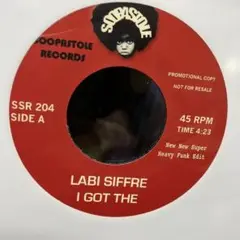 SOOPASTOLE
SOOPASTOLE
RECORDS
PROMOTIONAL COPY
NOT FOR RESALE
SSR 204
SIDE A
45 RPM
TIME 4:23
New New Super
Heavy Funk Edit
LABI SIFFRE
I GOT THE